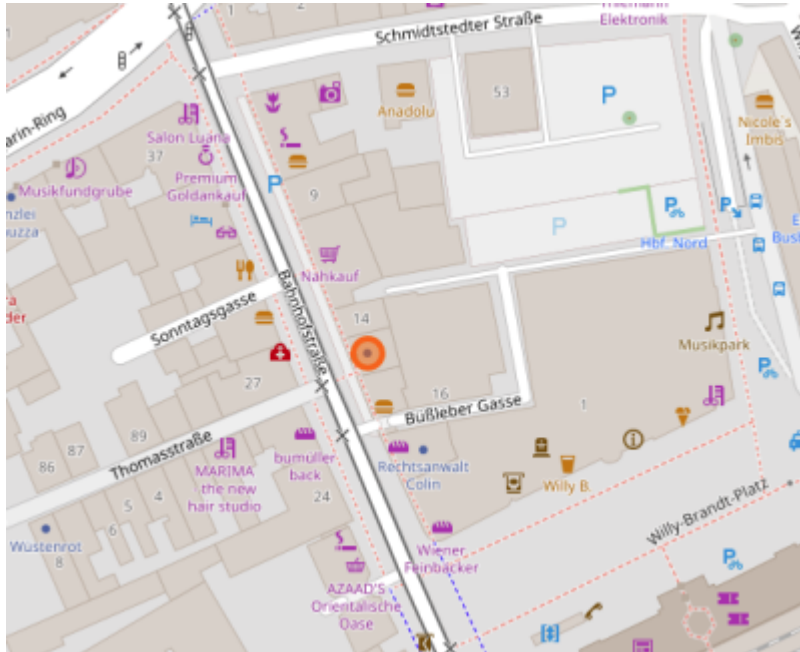 Schmidtstedter Straße
Elektronik
53
Anadolu
Nicole's
Imbis
Salon Luana
37
Premium
Goldankauf
Musikfundgrube
P
P
P
9
Hbf. Nord
Nahkauf
Bahnhofstraße
Sonntagsgasse
14
Musikpark
27
16
Büßleber Gasse
1
1
2
89
87
86
Thomasstraße
bumüller
back
MARIMA
the new
hair studio
Rechtsanwalt
Colin
Willy B.
24
4
5
6
8
Wüstenrot
Willy-Brandt-Platz
Wiener
Feinbäcker
AZAAD'S
Orientalische
Oase